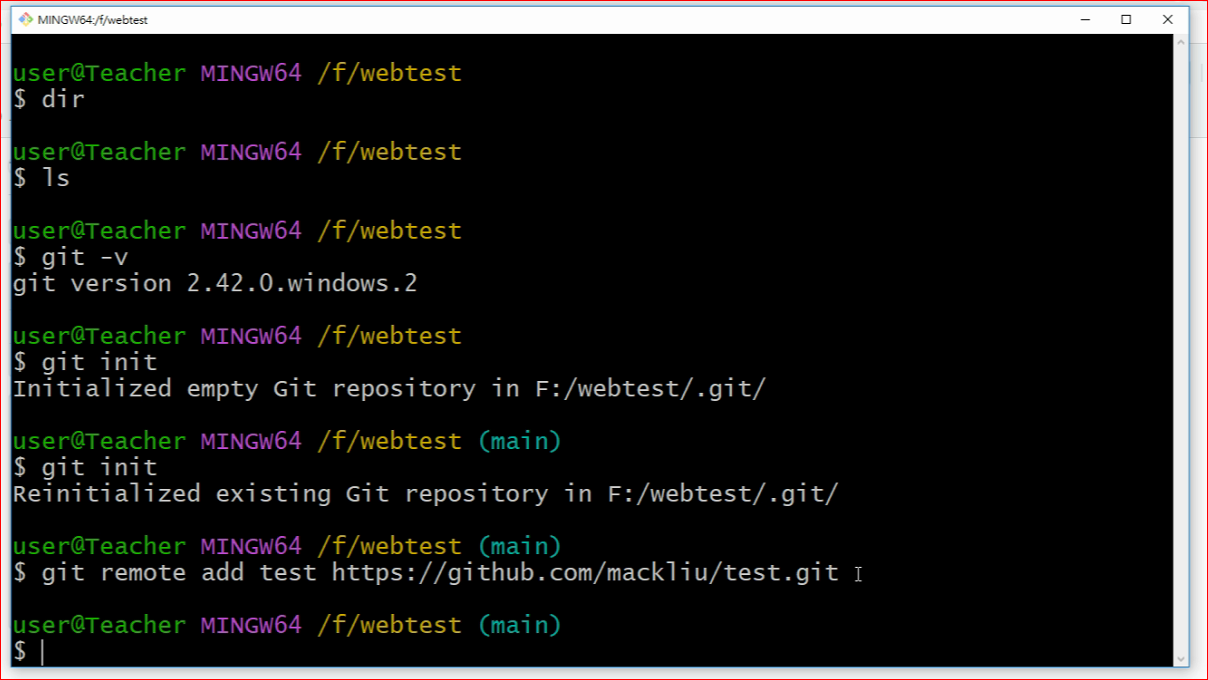 MINGW64:/f/webtest
user@Teacher MINGW64 /f/webtest
$ dir
user@Teacher MINGW64 /f/webtest
$ ls
user@Teacher MINGW64 /f/webtest
$ git -v
git version 2.42.0.windows.2
user@Teacher MINGW64 /f/webtest
$ git init
Initialized empty Git repository in F:/webtest/.git/
user@Teacher MINGW64 /f/webtest (main)
$ git init
Reinitialized existing Git repository in F:/webtest/.git/
user@Teacher MINGW64 /f/webtest (main)
$ git remote add test https://github.com/mackliu/test.git
user@Teacher MINGW64 /f/webtest (main)
$